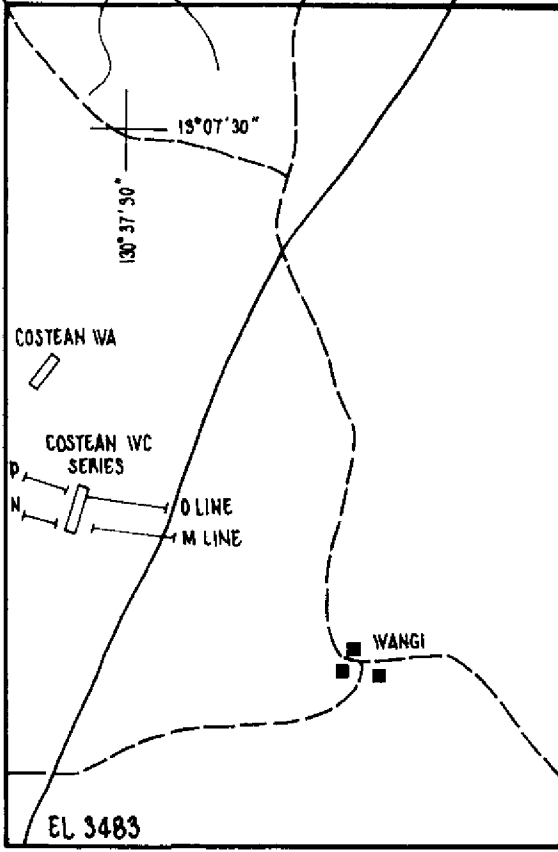 13°07'30"
130°37'30"
COSTEAN WA
COSTEAN WC
SERIES
P
N
O LINE
M LINE
WANGI
EL 3483